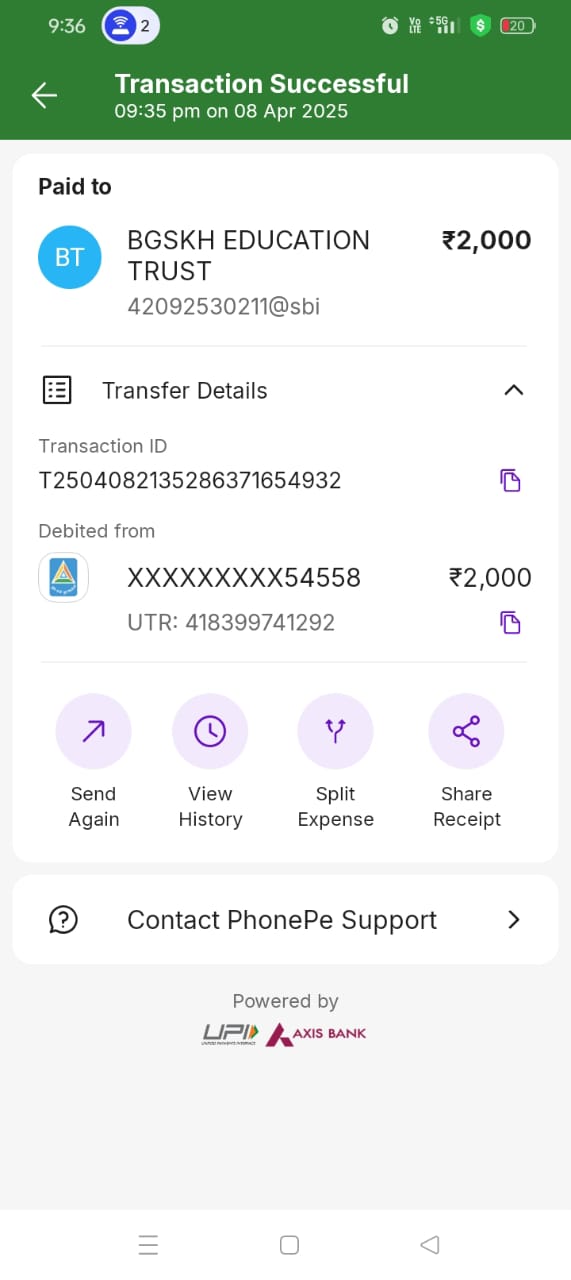 9:36
2
Vo
LTE
5G
$
20
Transaction Successful
09:35 pm on 08 Apr 2025
Paid to
BT
BGSKH EDUCATION
TRUST
₹2,000
42092530211@sbi
Transfer Details
Transaction ID
T2504082135286371654932
Debited from
XXXXXXXXX54558
₹2,000
UTR: 418399741292
Send
Again
View
History
Split
Expense
Share
Receipt
Contact PhonePe Support
Powered by
UPI
UNIFIED PAYMENTS INTERFACE
AXIS BANK